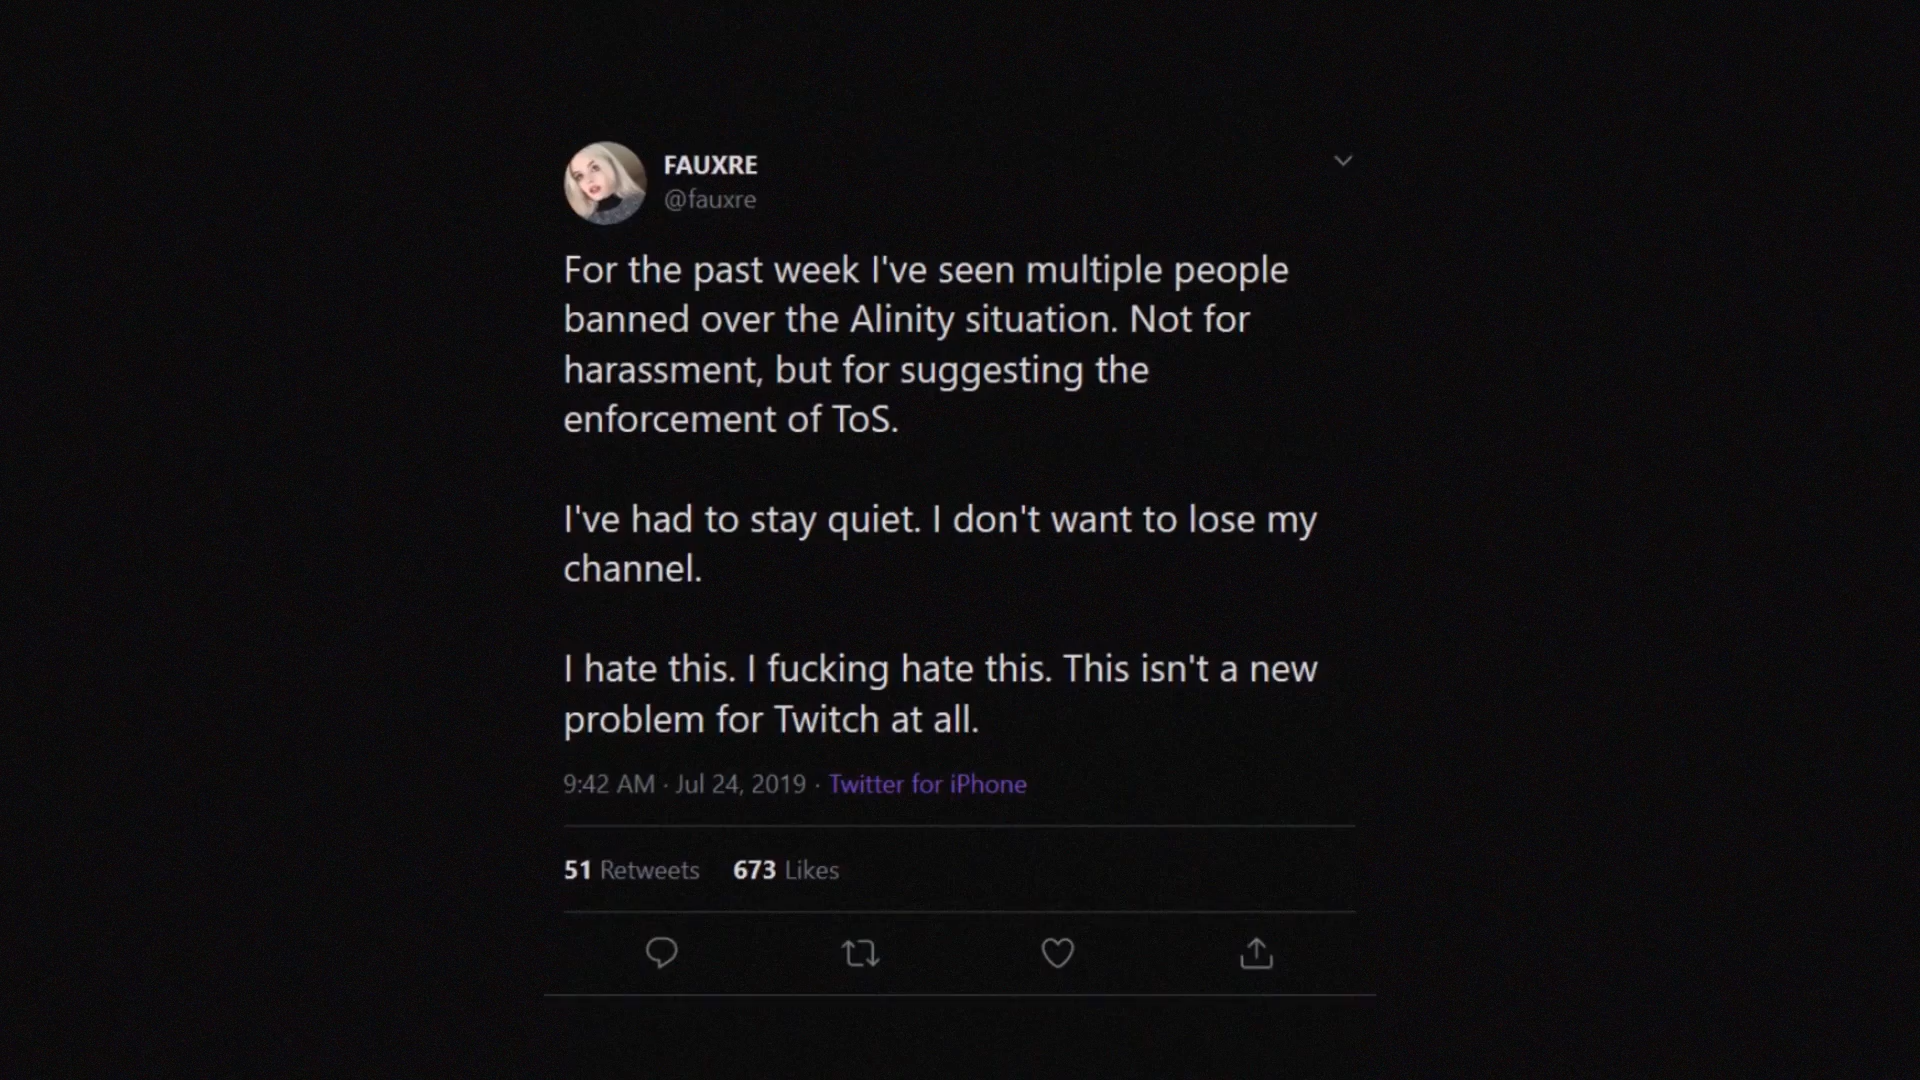 FAUXRE
@fauxre
For the past week I've seen multiple people
banned over the Alinity situation. Not for
harassment, but for suggesting the
enforcement of ToS.
I've had to stay quiet. I don't want to lose my
channel.
I hate this. I fucking hate this. This isn't a new
problem for Twitch at all.
9:42 AM · Jul 24, 2019 · Twitter for iPhone
51 Retweets 673 Likes